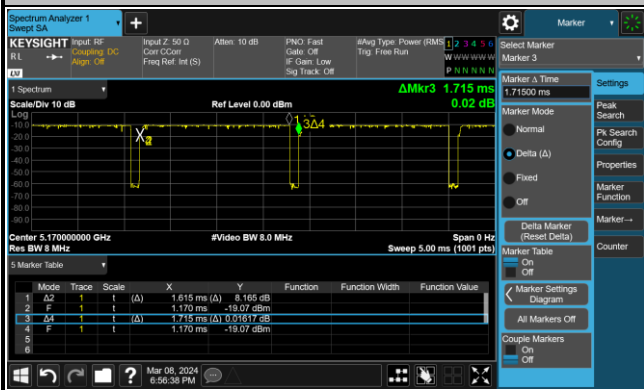 Spectrum Analyzer 1
Swept SA
Marker
KEYSIGHT Input: RF Input Z: 50 Ω Atten: 10 dB PNO: Fast #Avg Type: Power (RMS 1 2 3 4 5 6
RL Coupling: DC Corr CCorr Gate: Off Trig: Free Run
Align: Off Freq Ref: Int (S) IF Gain: Low W W W W W W
Sig Track: Off P N N N N N
LXI
Select Marker
Marker 3
1 Spectrum
ΔMkr3 1.715 ms
Scale/Div 10 dB Ref Level 0.00 dBm 0.02 dB
Log
-10.0
-20.0
-30.0
-40.0
-50.0
-60.0
-70.0
-80.0
-90.0
2
1
3Δ4
Center 5.170000000 GHz #Video BW 8.0 MHz Span 0 Hz
Res BW 8 MHz Sweep 5.00 ms (1001 pts)
5 Marker Table
Mode Trace Scale X Y Function Function Width Function Value
1 Δ2 1 t (Δ) 1.615 ms (Δ) 8.165 dB
2 F 1 t 1.170 ms -19.07 dBm
3 Δ4 1 t (Δ) 1.715 ms (Δ) 0.01617 dB
4 F 1 t 1.170 ms -19.07 dBm
5
6
Marker Δ Time
1.71500 ms
Marker Mode
Normal
Delta (Δ)
Fixed
Off
Delta Marker
(Reset Delta)
Marker Table
On
Off
Marker Settings
Diagram
All Markers Off
Couple Markers
On
Off
Settings
Peak
Search
Pk Search
Config
Properties
Marker
Function
Marker→
Counter
Mar 08, 2024
6:56:38 PM